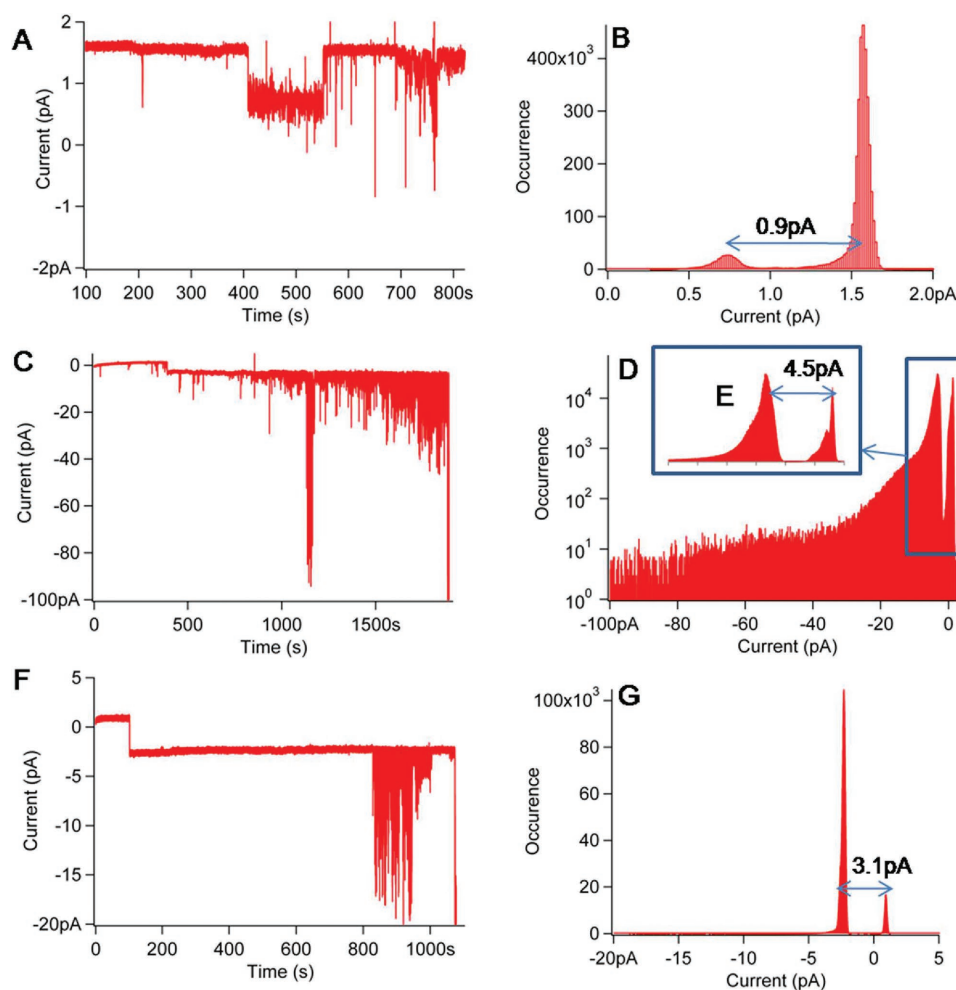 A
2
1
0
-1
-2pA
Current (pA)
100 200 300 400 500 600 700 800s
Time (s)
B
400x10³
300
200
100
0
Occurrence
0.9pA
0.0 0.5 1.0 1.5 2.0pA
Current (pA)
C
0
-20
-40
-60
-80
-100pA
Current (pA)
0 500 1000 1500s
Time (s)
D
10⁴
10³
10²
10¹
10⁰
Occurrence
E
4.5pA
-100pA -80 -60 -40 -20 0
Current (pA)
F
5
0
-5
-10
-15
-20pA
Current (pA)
0 200 400 600 800 1000s
Time (s)
G
100x10³
80
60
40
20
0
Occurence
3.1pA
-20pA -15 -10 -5 0 5
Current (pA)